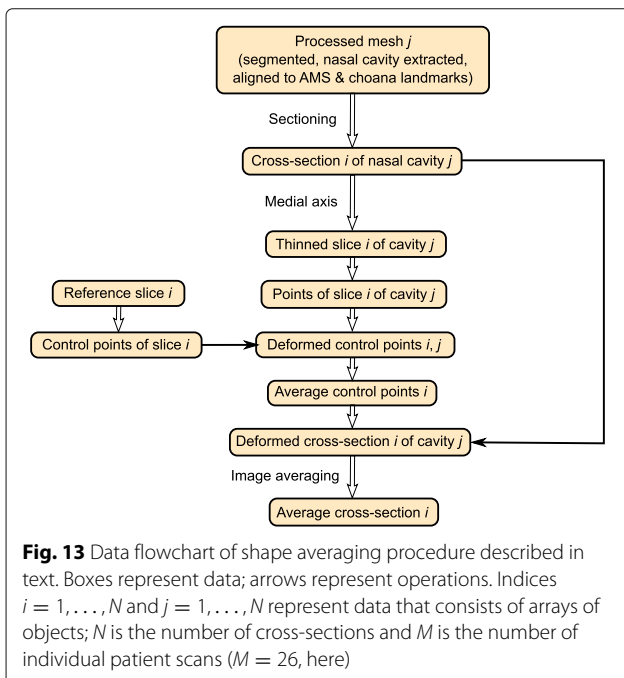 Processed mesh j
(segmented, nasal cavity extracted,
aligned to AMS & choana landmarks)
Sectioning
Cross-section i of nasal cavity j
Medial axis
Thinned slice i of cavity j
Reference slice i
Points of slice i of cavity j
Control points of slice i
Deformed control points i, j
Average control points i
Deformed cross-section i of cavity j
Image averaging
Average cross-section i
Fig. 13 Data flowchart of shape averaging procedure described in
text. Boxes represent data; arrows represent operations. Indices
i = 1, . . . , N and j = 1, . . . , N represent data that consists of arrays of
objects; N is the number of cross-sections and M is the number of
individual patient scans (M = 26, here)